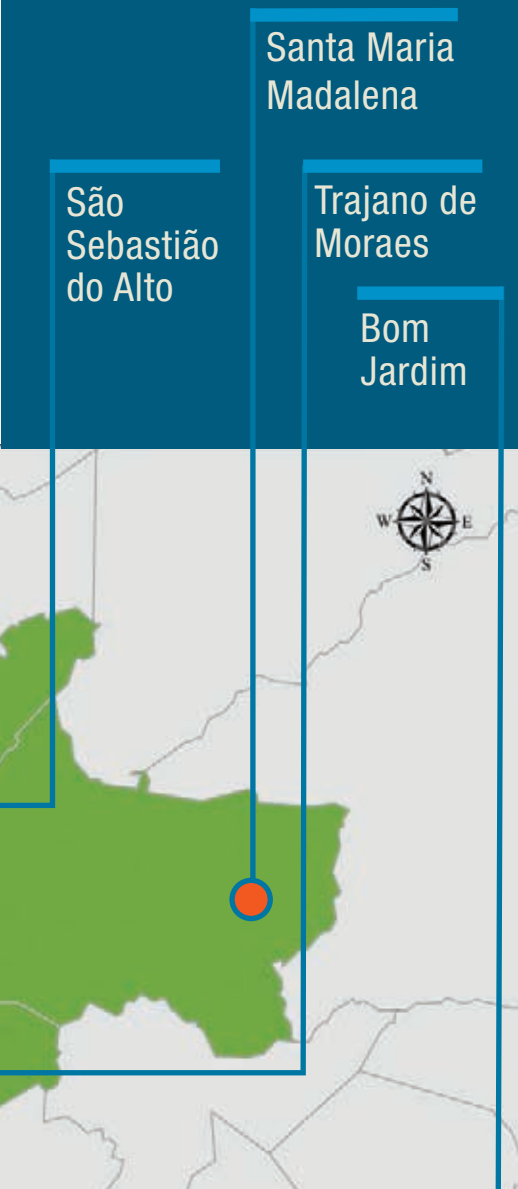 Santa Maria
Madalena
São
Sebastião
do Alto
Trajano de
Moraes
Bom
Jardim
N
W
E
S